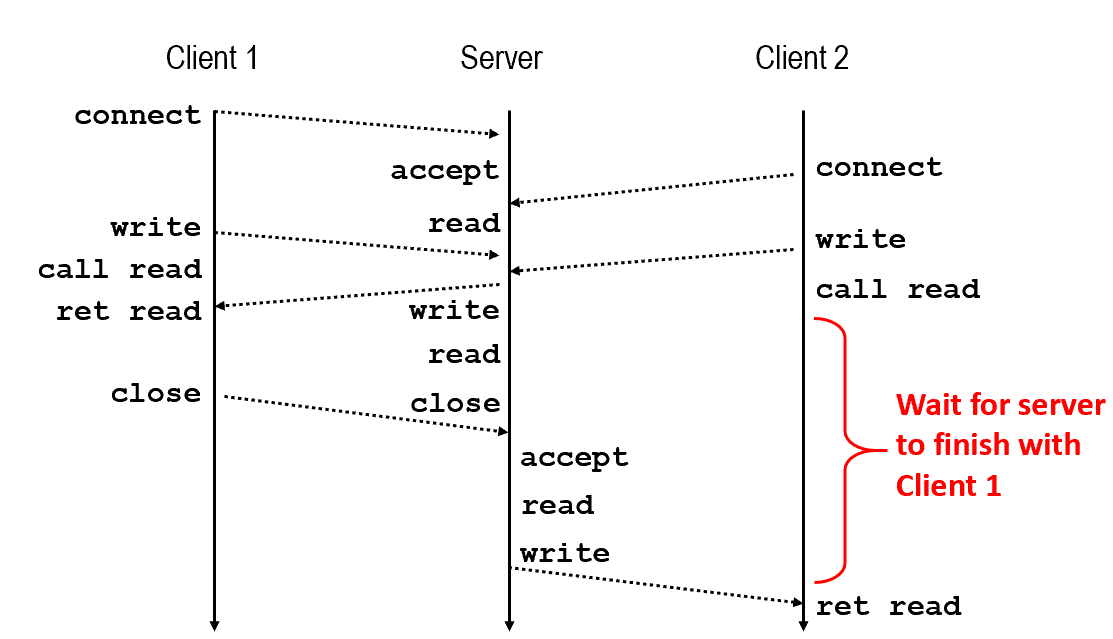 Client 1
Server
Client 2
connect
accept
connect
read
write
write
call read
call read
ret read
write
read
close
close
Wait for server
to finish with
Client 1
accept
read
write
ret read